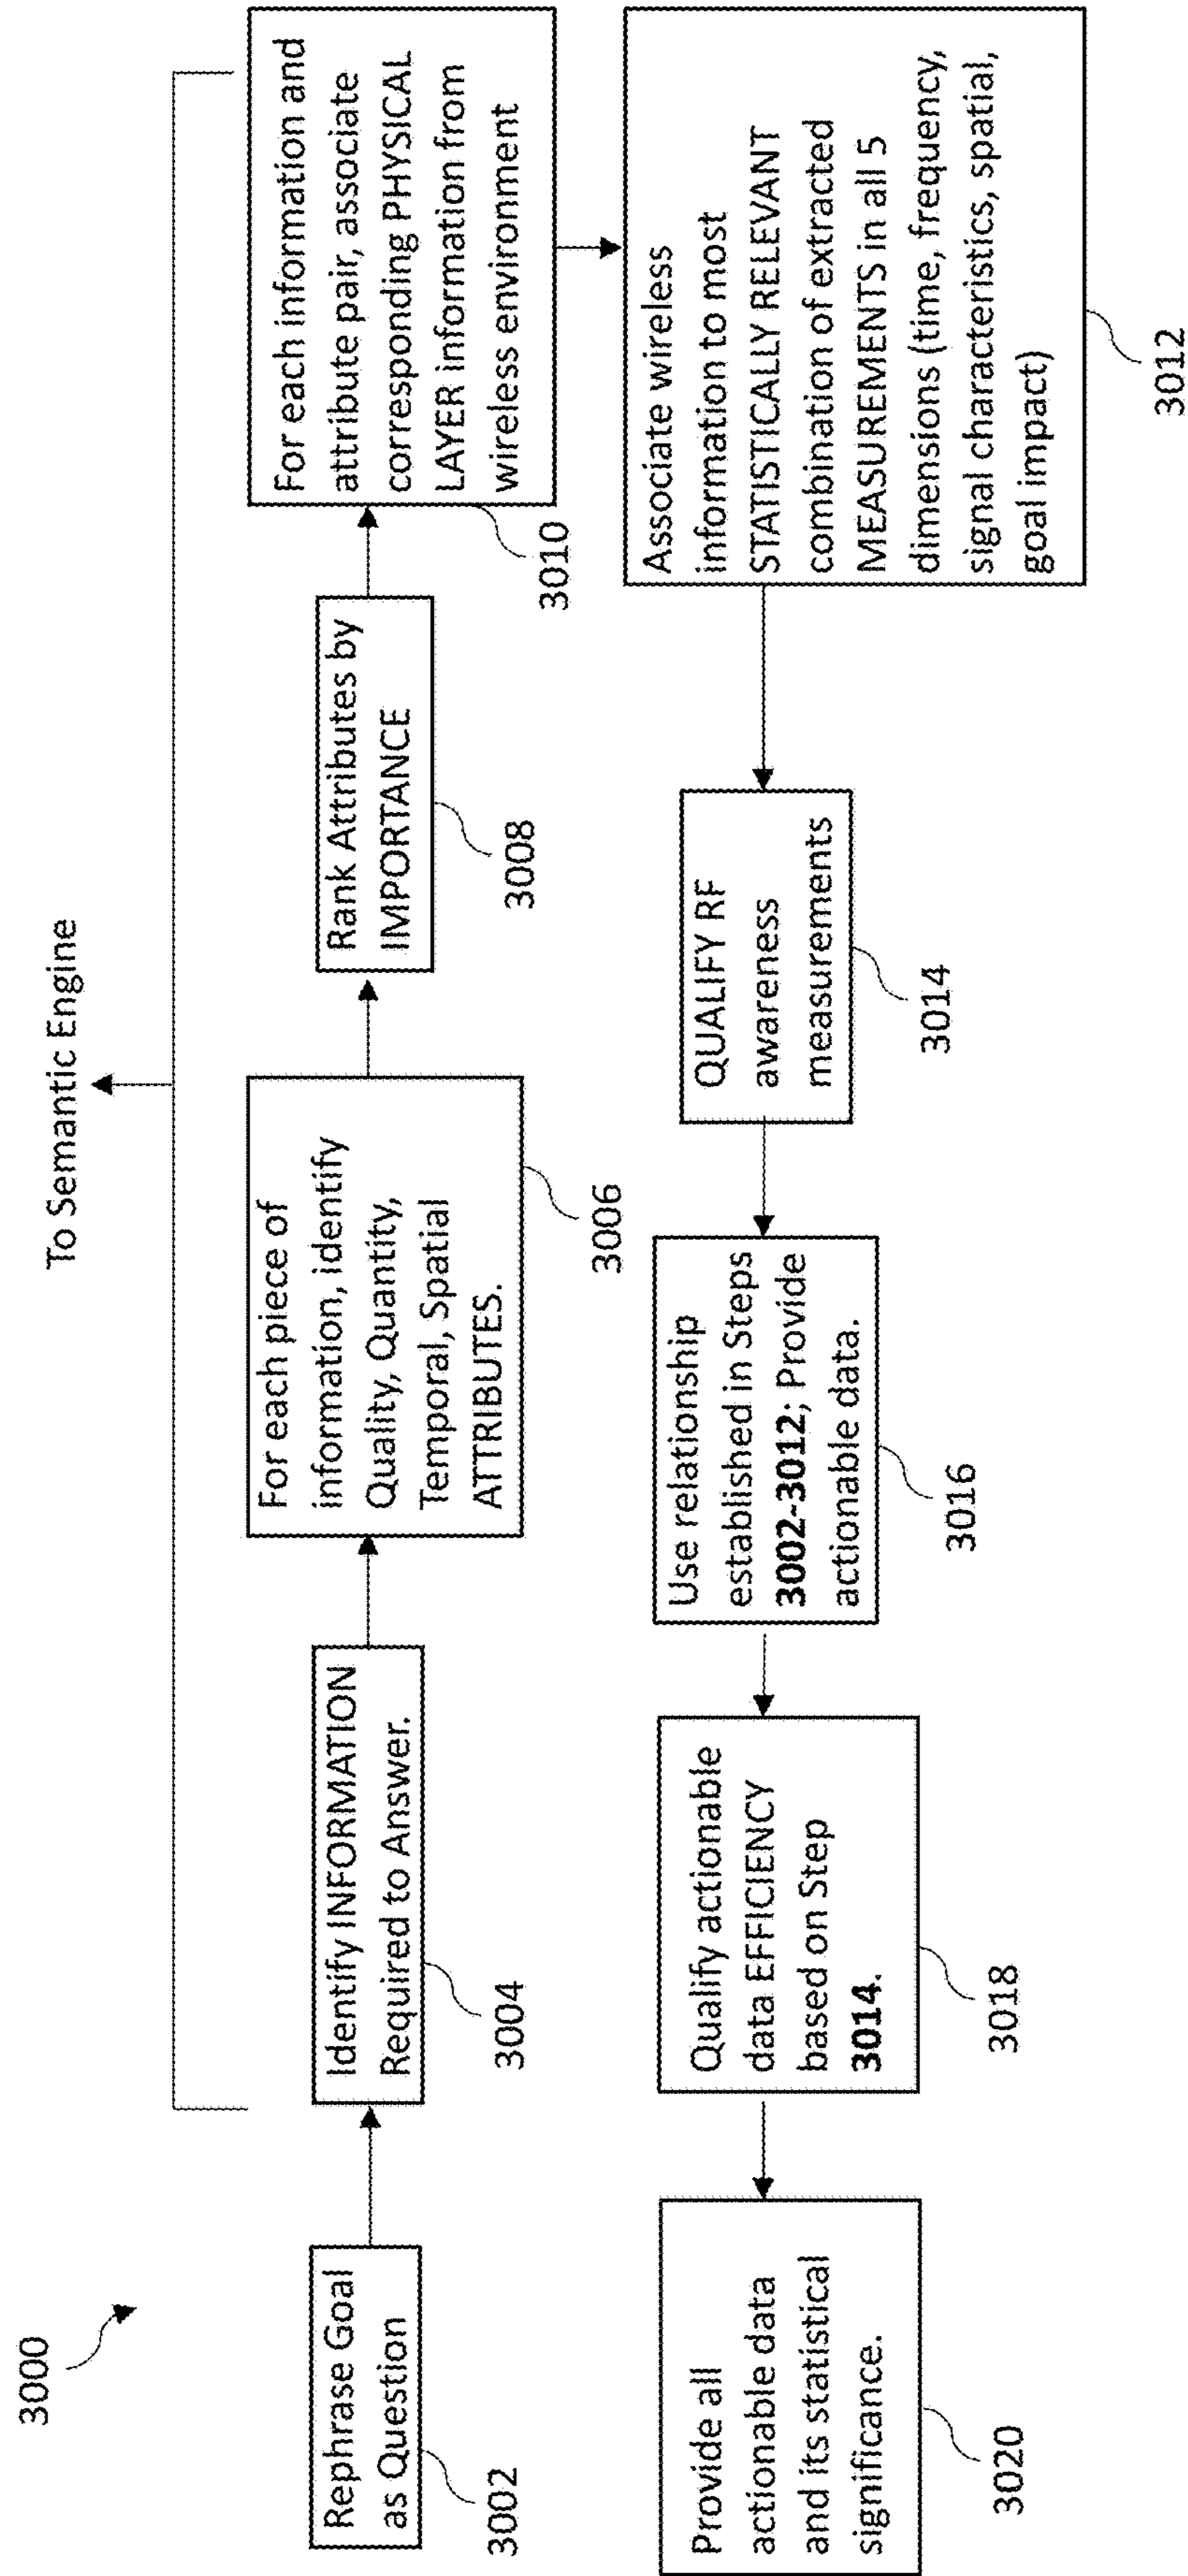 3000
To Semantic Engine
Rephrase Goal
as Question
3002
Identify INFORMATION
Required to Answer.
3004
For each piece of
information, identify
Quality, Quantity,
Temporal, Spatial
ATTRIBUTES.
3006
Rank Attributes by
IMPORTANCE
3008
For each information and
attribute pair, associate
corresponding PHYSICAL
LAYER information from
wireless environment
3010
Associate wireless
information to most
STATISTICALLY RELEVANT
combination of extracted
MEASUREMENTS in all 5
dimensions (time, frequency,
signal characteristics, spatial,
goal impact)
3012
QUALIFY RF
awareness
measurements
3014
Use relationship
established in Steps
3002-3012; Provide
actionable data.
3016
Qualify actionable
data EFFICIENCY
based on Step
3014.
3018
Provide all
actionable data
and its statistical
significance.
3020